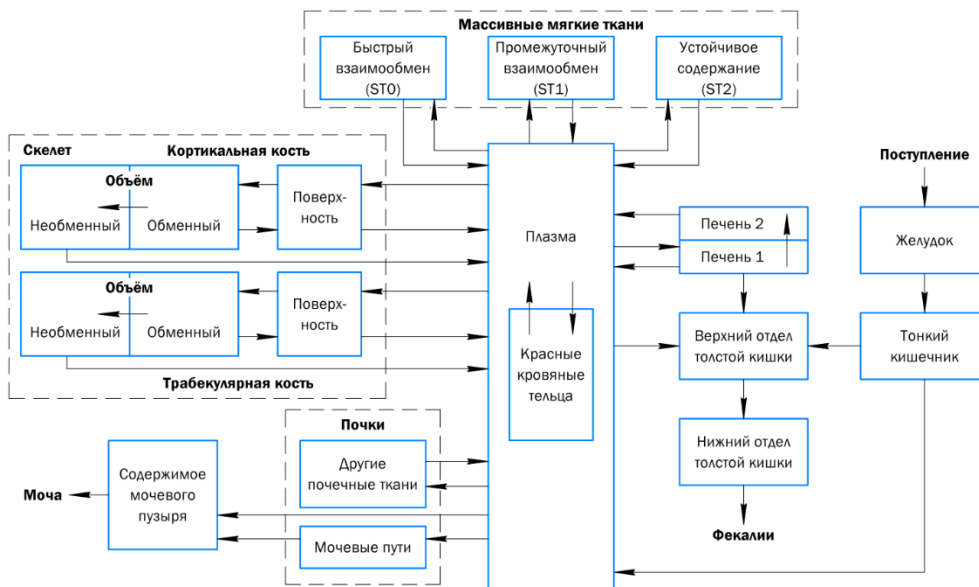 Массивные мягкие ткани
Быстрый
взаимообмен
(ST0)
Промежуточный
взаимообмен
(ST1)
Устойчивое
содержание
(ST2)
Скелет
Кортикальная кость
Объём
Необменный
Обменный
Поверх-
ность
Объём
Необменный
Обменный
Поверх-
ность
Трабекулярная кость
Плазма
Красные
кровяные
тельца
Поступление
Печень 2
Печень 1
Желудок
Верхний отдел
толстой кишки
Тонкий
кишечник
Нижний отдел
толстой кишки
Фекалии
Почки
Другие
почечные ткани
Мочевые пути
Содержимое
мочевого
пузыря
Моча